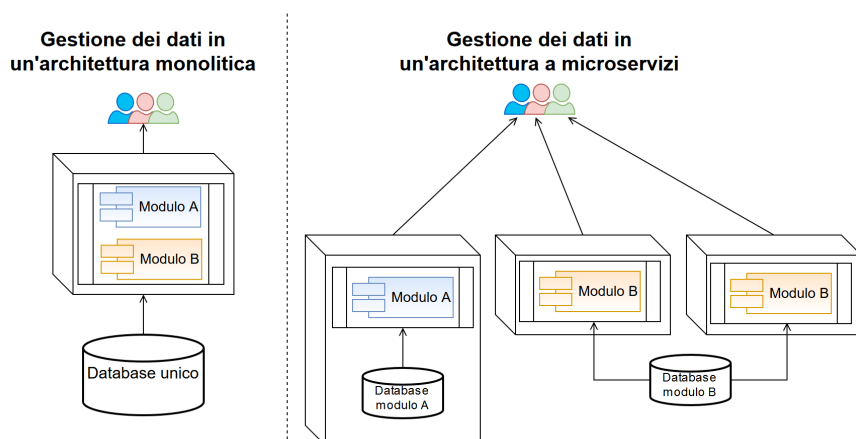 Gestione dei dati in
un'architettura monolitica
Modulo A
Modulo B
Database unico
Gestione dei dati in
un'architettura a microservizi
Modulo A
Database
modulo A
Modulo B
Modulo B
Database
modulo B